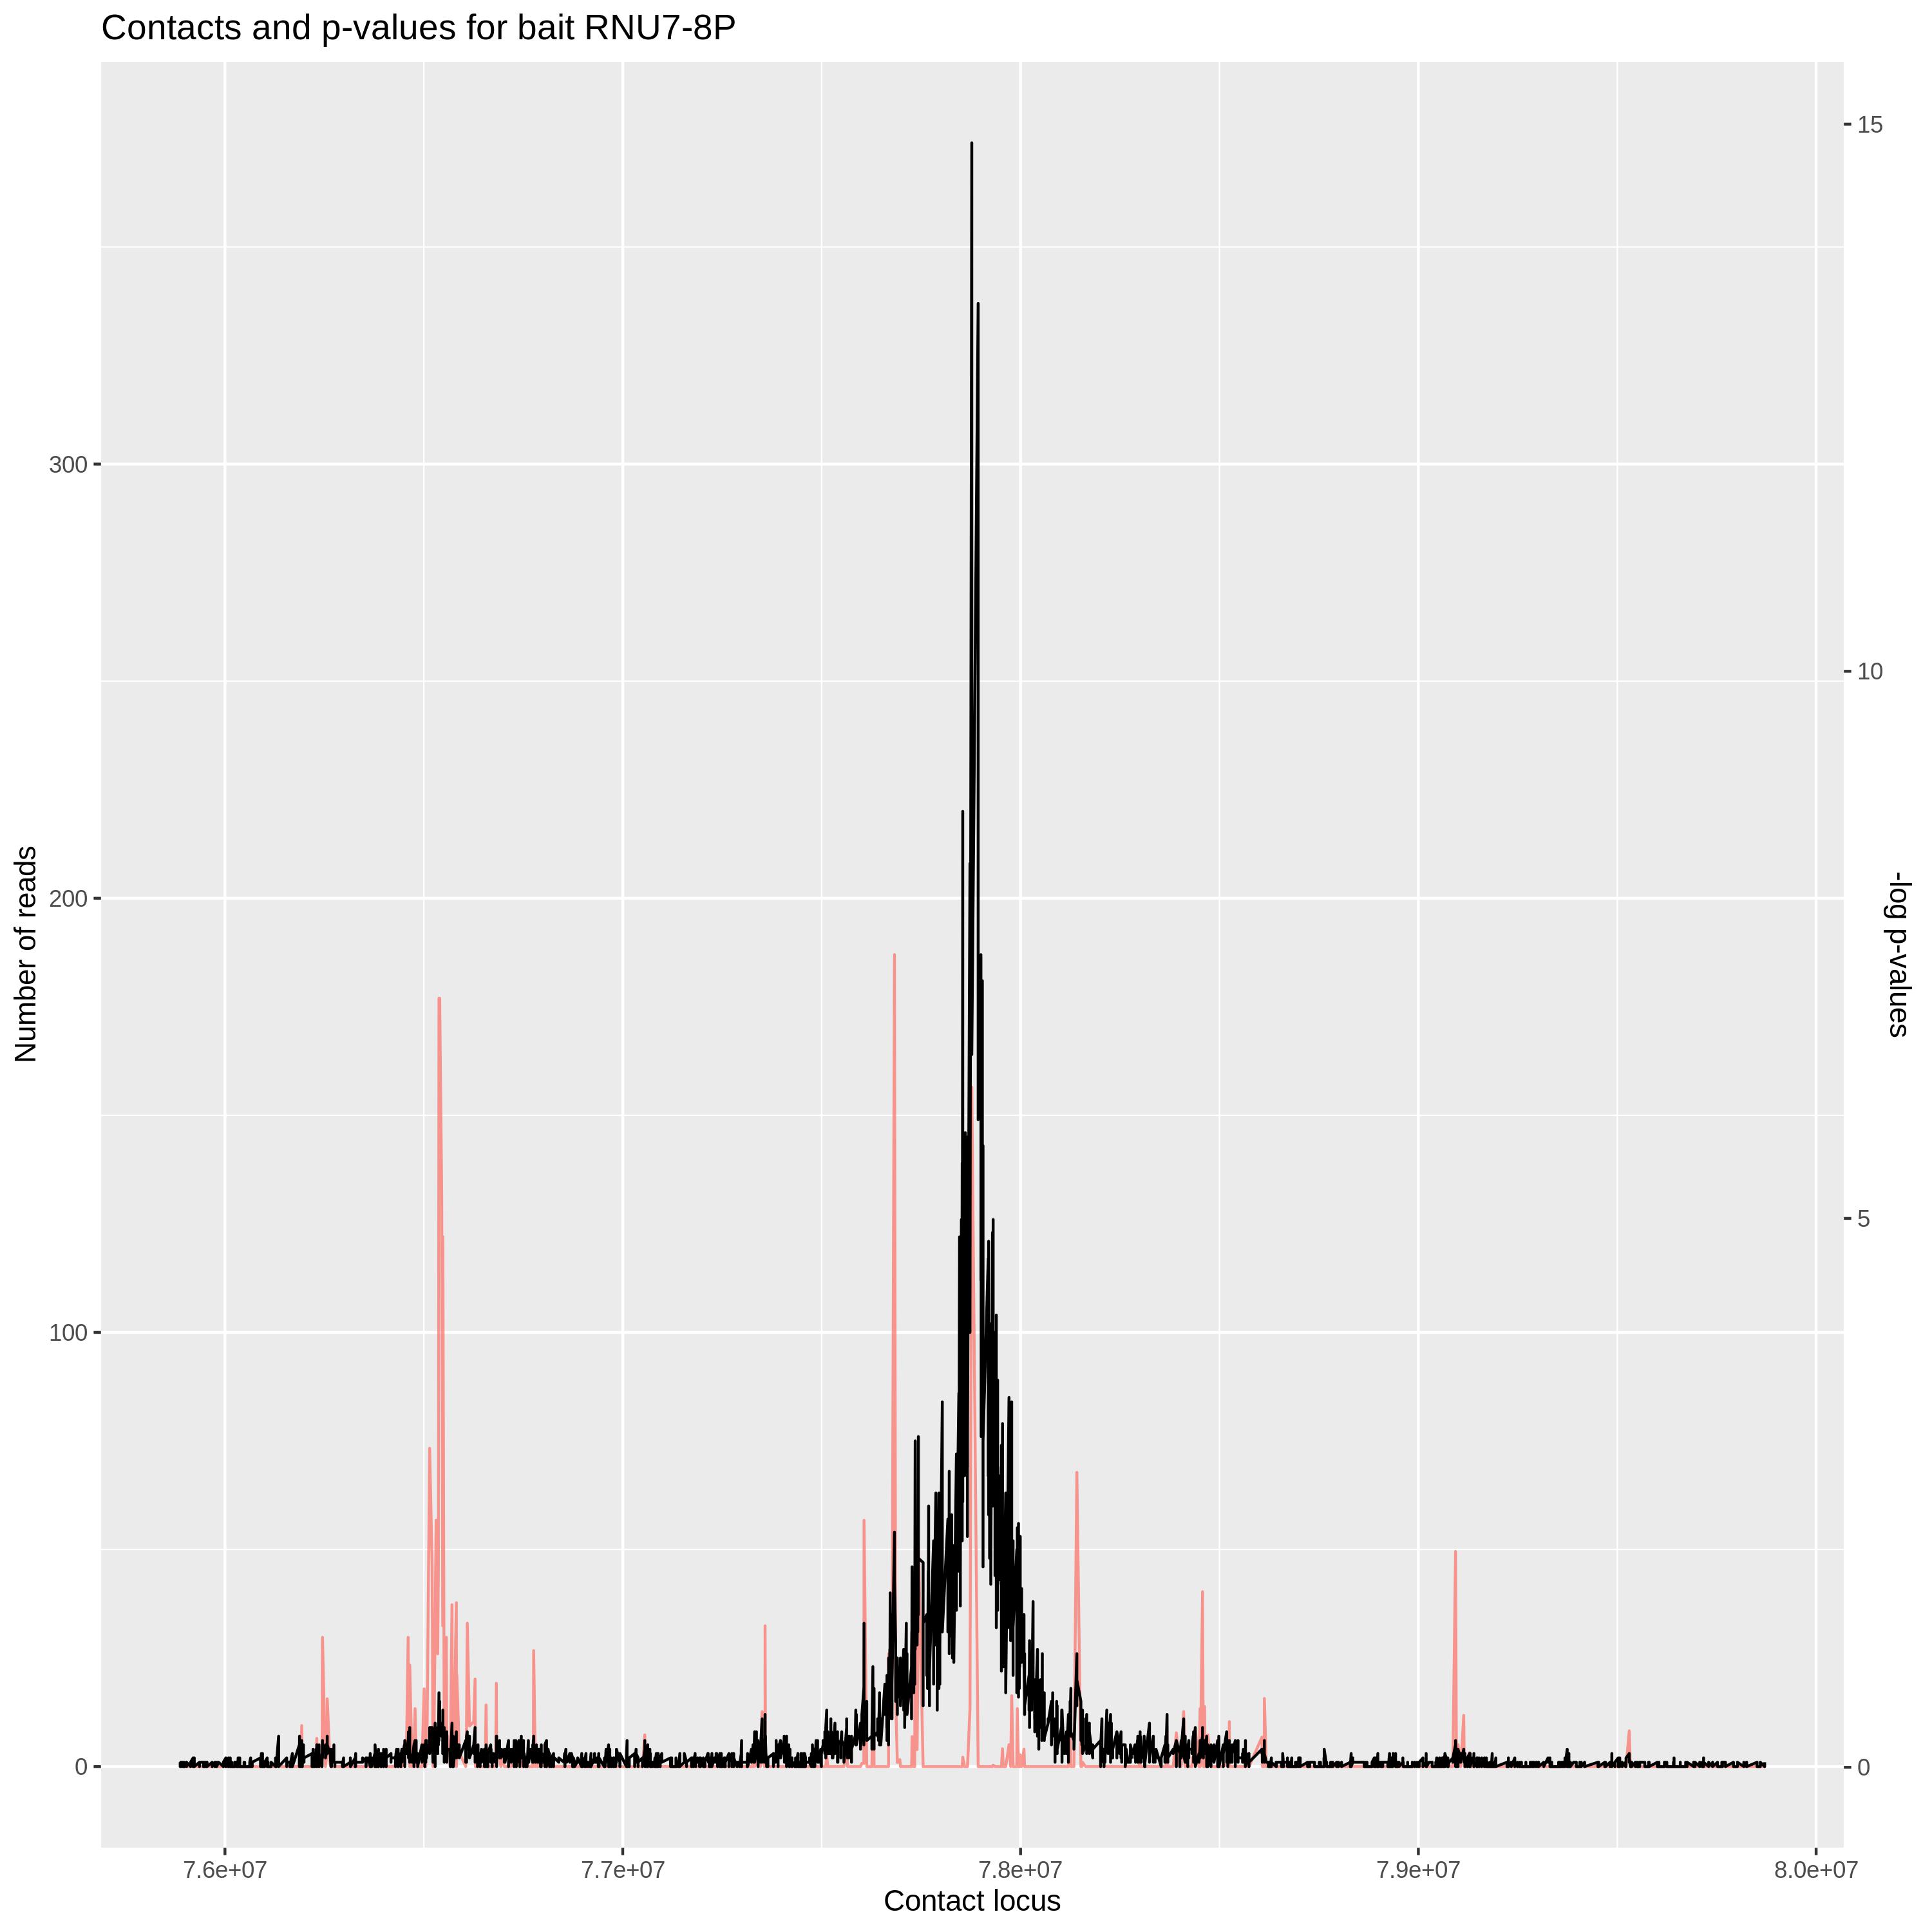 Contacts and p-values for bait RNU7-8P
15
300
10
200
Number of reads
-log p-values
5
100
0
0
7.6e+07
7.7e+07
7.8e+07
7.9e+07
8.0e+07
Contact locus